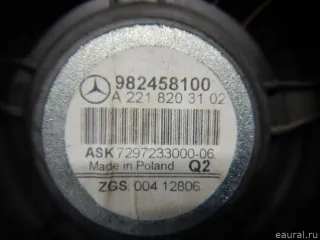 982458100
A 221 820 31 02
ASK 7297233000-06
Made in Poland Q2
ZGS. 004 12806
eaural.ru